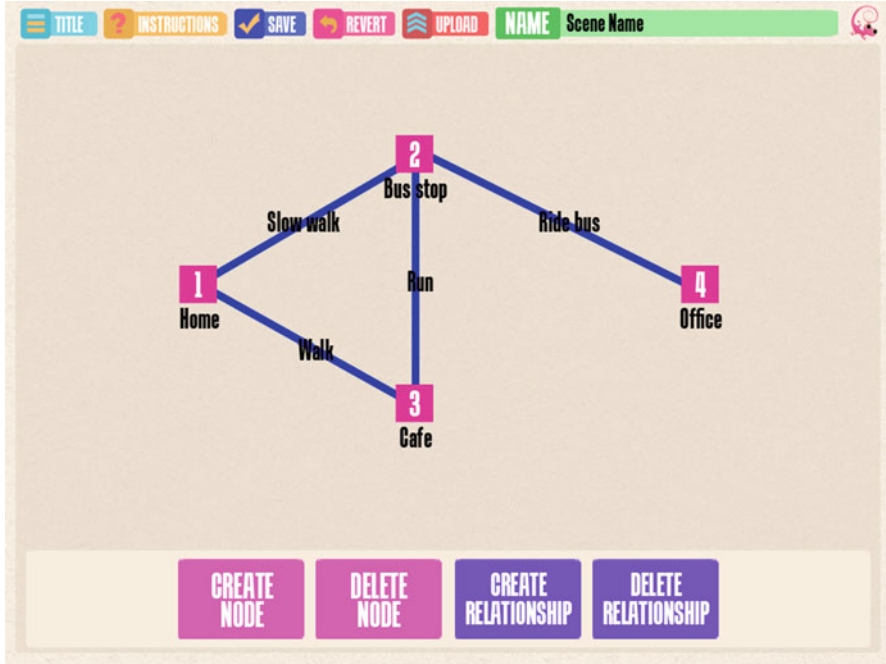 TITLE
? INSTRUCTIONS
SAVE
REVERT
UPLOAD
NAME
Scene Name
2
Bus stop
Slow walk
Ride bus
1
Home
Run
4
Office
Walk
3
Cafe
CREATE
NODE
DELETE
NODE
CREATE
RELATIONSHIP
DELETE
RELATIONSHIP